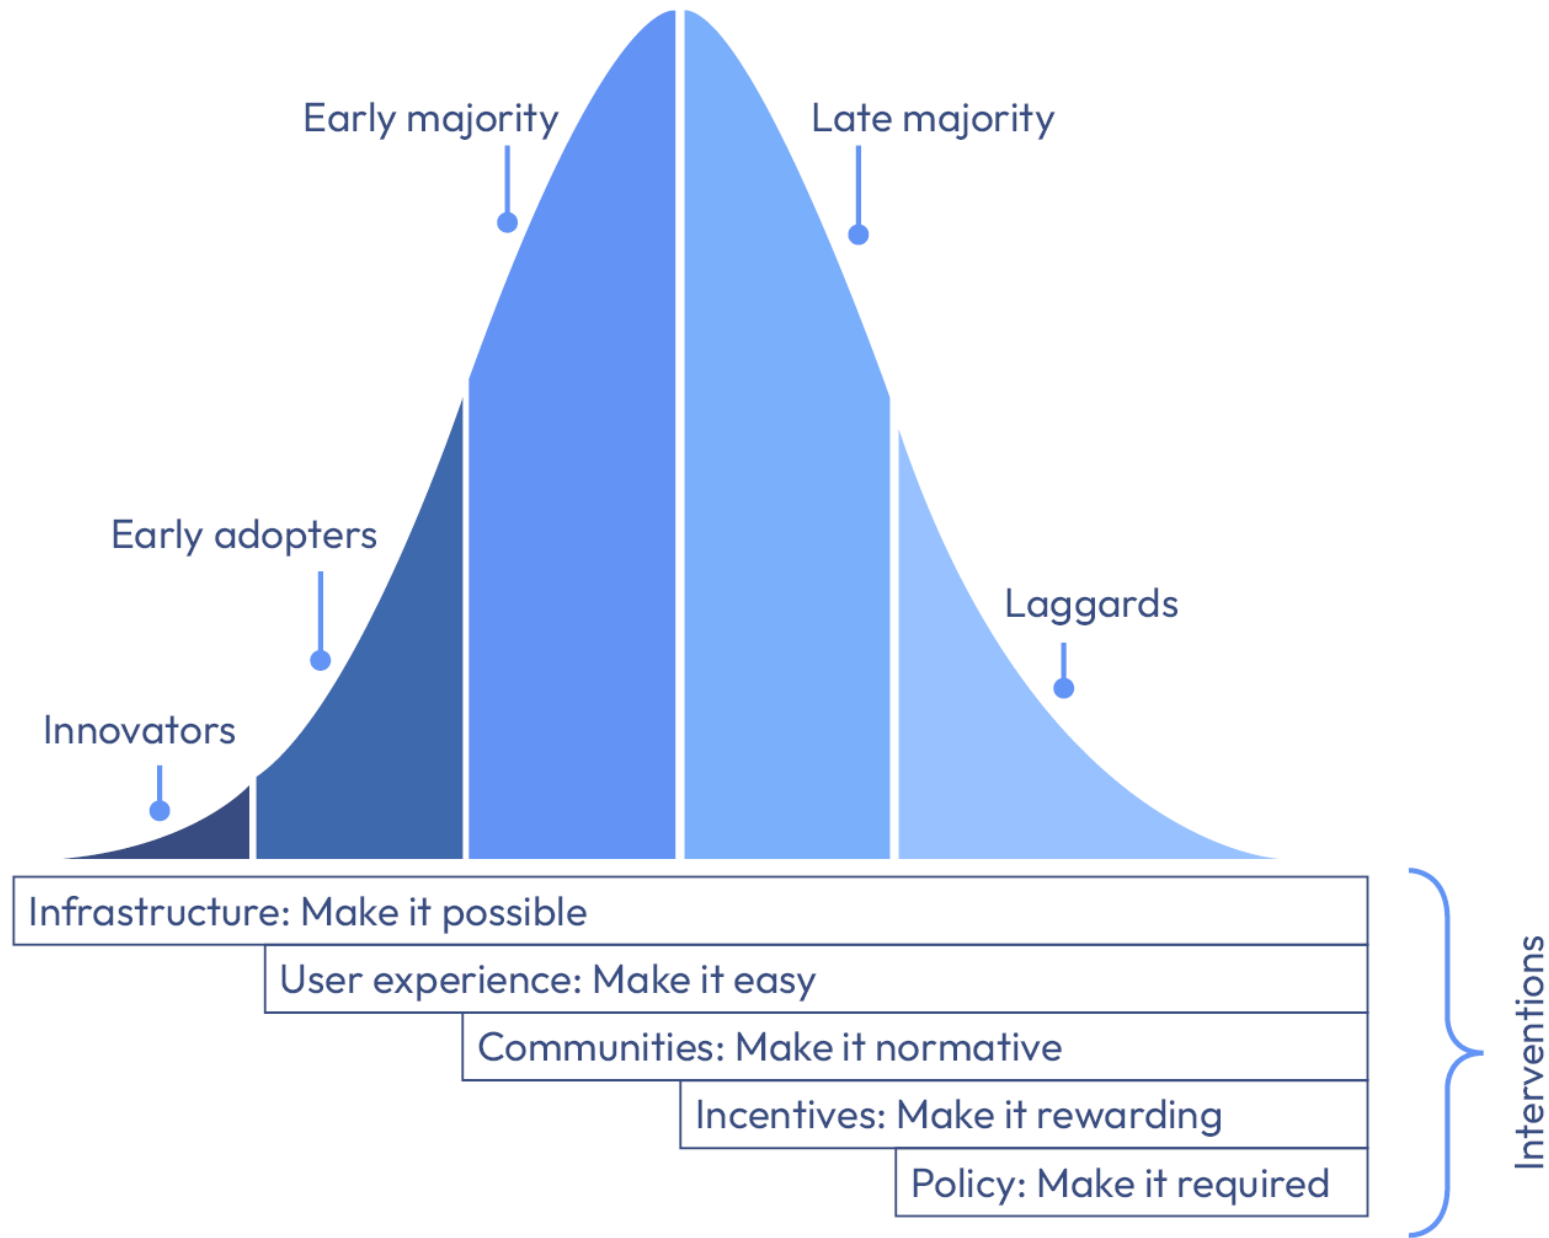 Early majority
Late majority
Early adopters
Laggards
Innovators
Infrastructure: Make it possible
User experience: Make it easy
Communities: Make it normative
Incentives: Make it rewarding
Policy: Make it required
Interventions